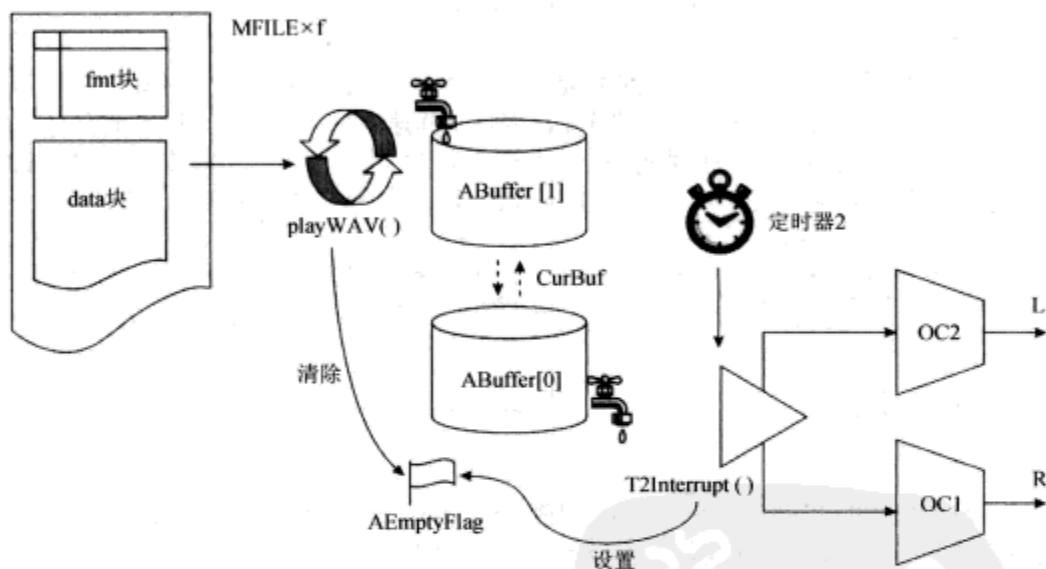 MFILE×f
fmt块
data块
playWAV( )
ABuffer [1]
定时器2
CurBuf
ABuffer[0]
清除
OC2
L
T2Interrupt ( )
R
OC1
AEmptyFlag
设置